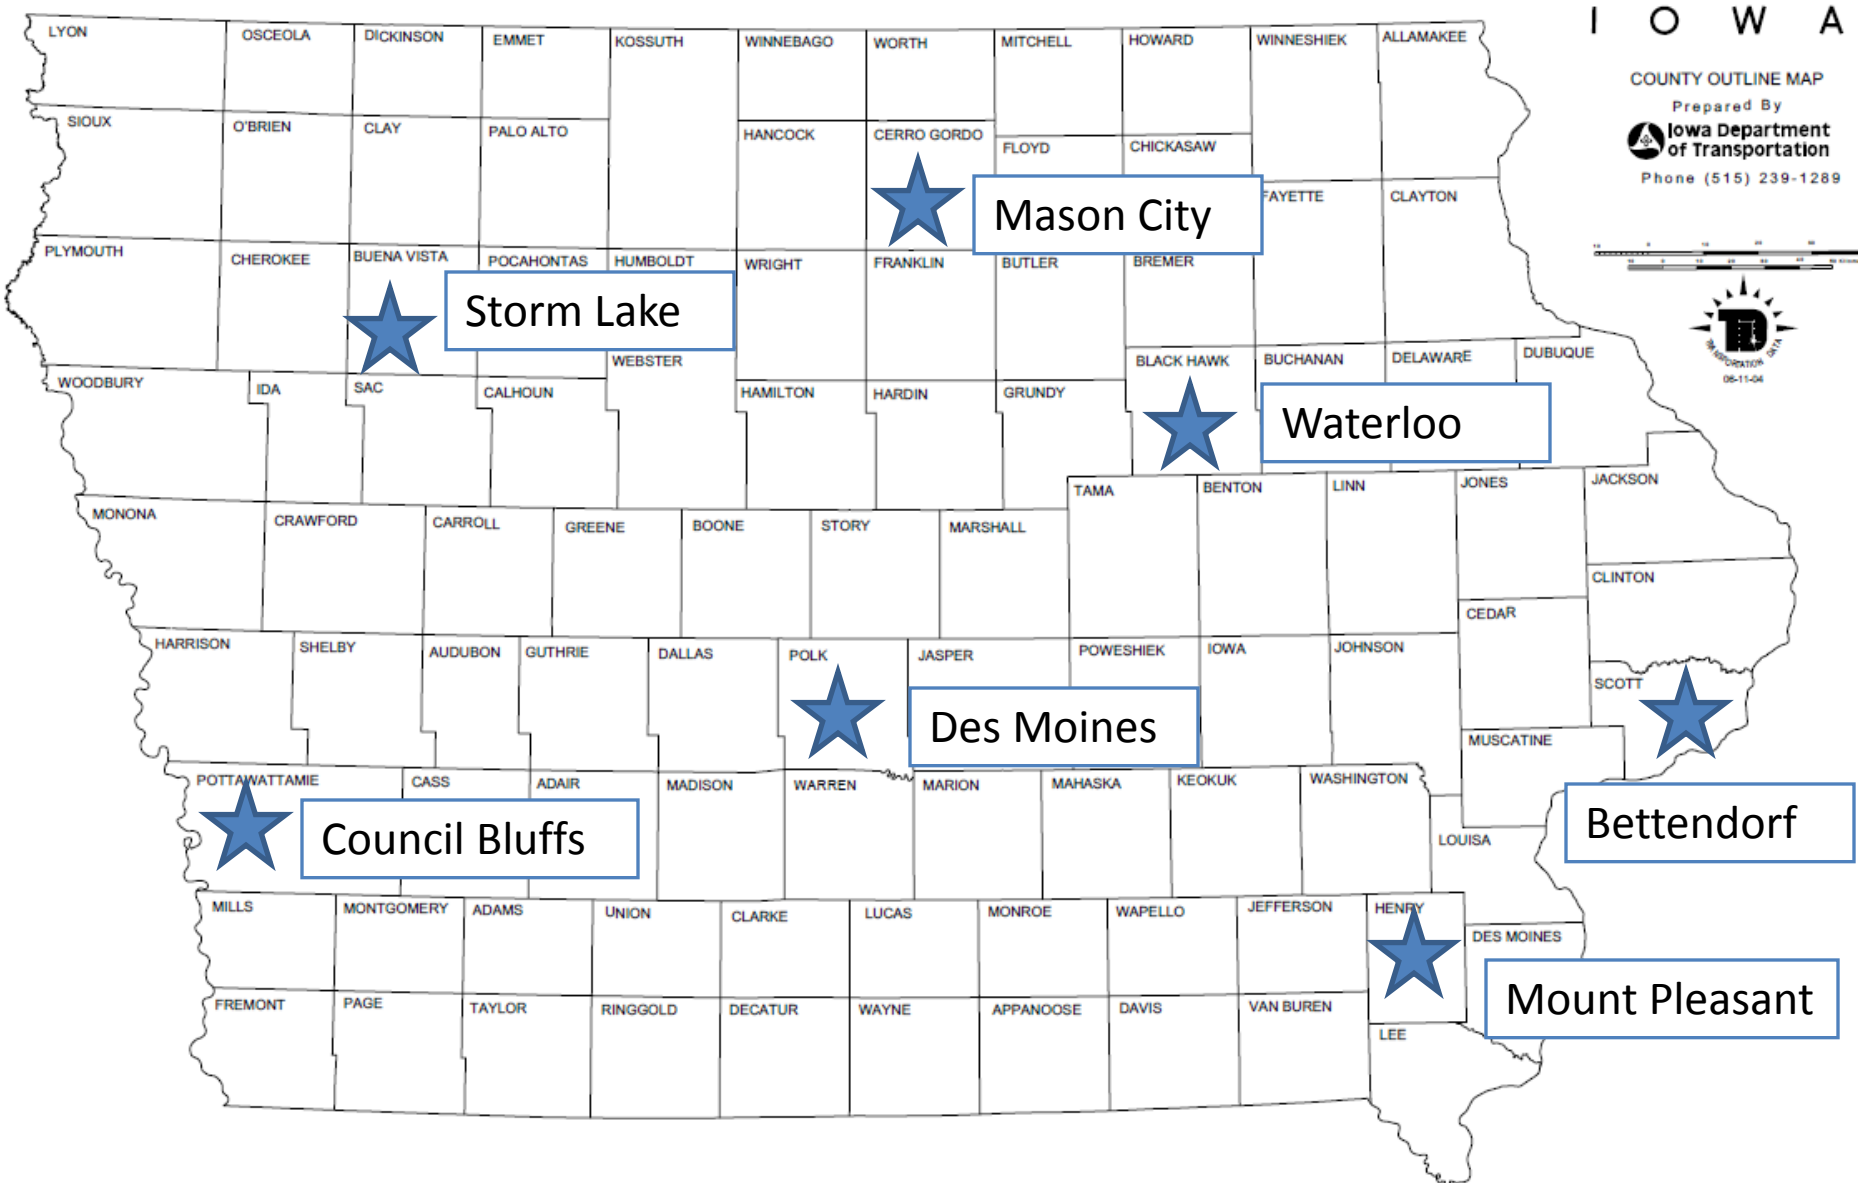 I O W A
COUNTY OUTLINE MAP
Prepared By
Iowa Department
of Transportation
Phone (515) 239-1289
TRANSPORTATION DATA
06-11-04
LYON
OSCEOLA
DICKINSON
EMMET
KOSSUTH
WINNEBAGO
WORTH
MITCHELL
HOWARD
WINNESHIEK
ALLAMAKEE
SIOUX
O'BRIEN
CLAY
PALO ALTO
HANCOCK
CERRO GORDO
FLOYD
CHICKASAW
Mason City
FAYETTE
CLAYTON
PLYMOUTH
CHEROKEE
BUENA VISTA
POCAHONTAS
HUMBOLDT
WRIGHT
FRANKLIN
BUTLER
BREMER
Storm Lake
WEBSTER
BLACK HAWK
BUCHANAN
DELAWARE
DUBUQUE
WOODBURY
IDA
SAC
CALHOUN
HAMILTON
HARDIN
GRUNDY
Waterloo
TAMA
BENTON
LINN
JONES
JACKSON
MONONA
CRAWFORD
CARROLL
GREENE
BOONE
STORY
MARSHALL
CLINTON
CEDAR
HARRISON
SHELBY
AUDUBON
GUTHRIE
DALLAS
POLK
JASPER
POWESHIEK
IOWA
JOHNSON
SCOTT
Des Moines
MUSCATINE
POTTAWATTAMIE
CASS
ADAIR
MADISON
WARREN
MARION
MAHASKA
KEOKUK
WASHINGTON
Council Bluffs
Bettendorf
LOUISA
MILLS
MONTGOMERY
ADAMS
UNION
CLARKE
LUCAS
MONROE
WAPELLO
JEFFERSON
HENRY
DES MOINES
Mount Pleasant
FREMONT
PAGE
TAYLOR
RINGGOLD
DECATUR
WAYNE
APPANOOSE
DAVIS
VAN BUREN
LEE